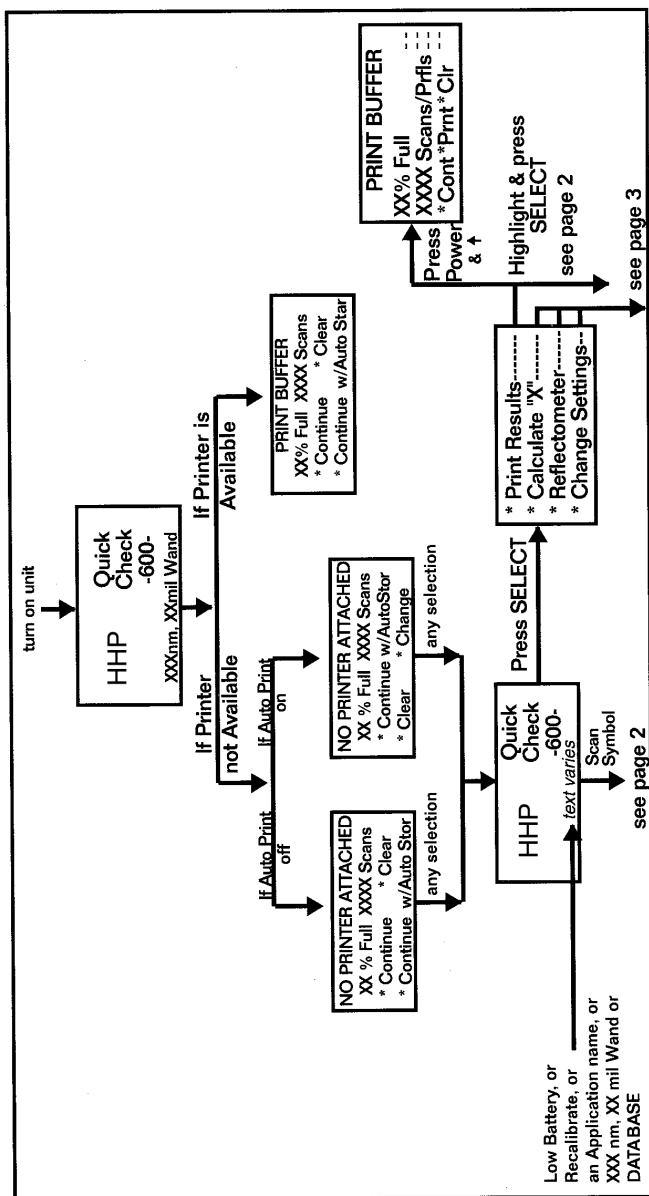 turn on unit
HHP
Quick
Check
-600-
XXXnm, XXmil Wand
If Printer
not Available
If Printer is
Available
If Auto Print
off
If Auto Print
on
NO PRINTER ATTACHED
XX % Full XXXX Scans
* Continue * Clear
* Continue w/Auto Stor
NO PRINTER ATTACHED
XX % Full XXXX Scans
* Continue w/AutoStor
* Clear * Change
PRINT BUFFER
XX% Full XXXX Scans
* Continue * Clear
* Continue w/Auto Star
any selection
any selection
HHP
Quick
Check
-600-
text varies
Low Battery, or
Recalibrate, or
an Application name, or
XXX nm, XX mil Wand or
DATABASE
Scan
Symbol
see page 2
Press SELECT
* Print Results-------
* Calculate "X"-------
* Reflectometer-----
* Change Settings--
Press
Power
& ↑
PRINT BUFFER
XX% Full - -
XXXX Scans/Prfls - -
*Cont *Prnt *Clr - -
Highlight & press
SELECT
see page 2
see page 3